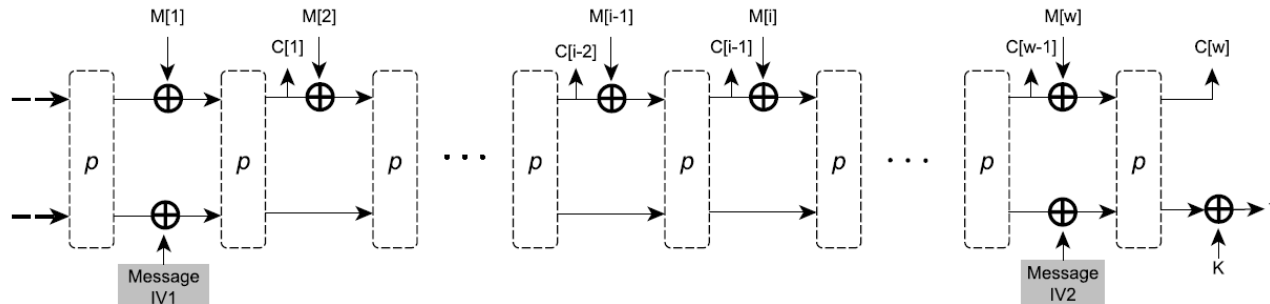 M[1]
M[2]
M[i-1]
M[i]
M[w]
C[1]
C[i-2]
C[i-1]
C[w-1]
C[w]
p
p
p
. . .
p
p
p
. . .
p
p
Message
IV1
Message
IV2
K